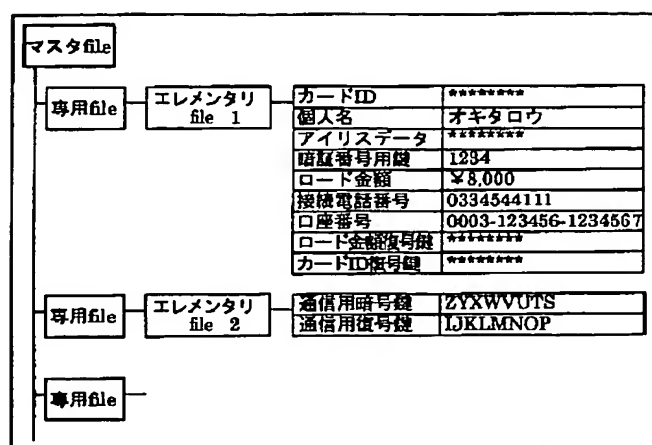 マスタfile
専用file
エレメンタリ
file 1
カードID ********
個人名 オキタロウ
アイリスデータ ********
暗証番号用鍵 1234
ロード金額 ¥8,000
接続電話番号 0334544111
口座番号 0003-123456-1234567
ロード金額復号鍵 ********
カードID復号鍵 ********
専用file
エレメンタリ
file 2
通信用暗号鍵 ZYXWVUTS
通信用復号鍵 IJKLMNOP
専用file